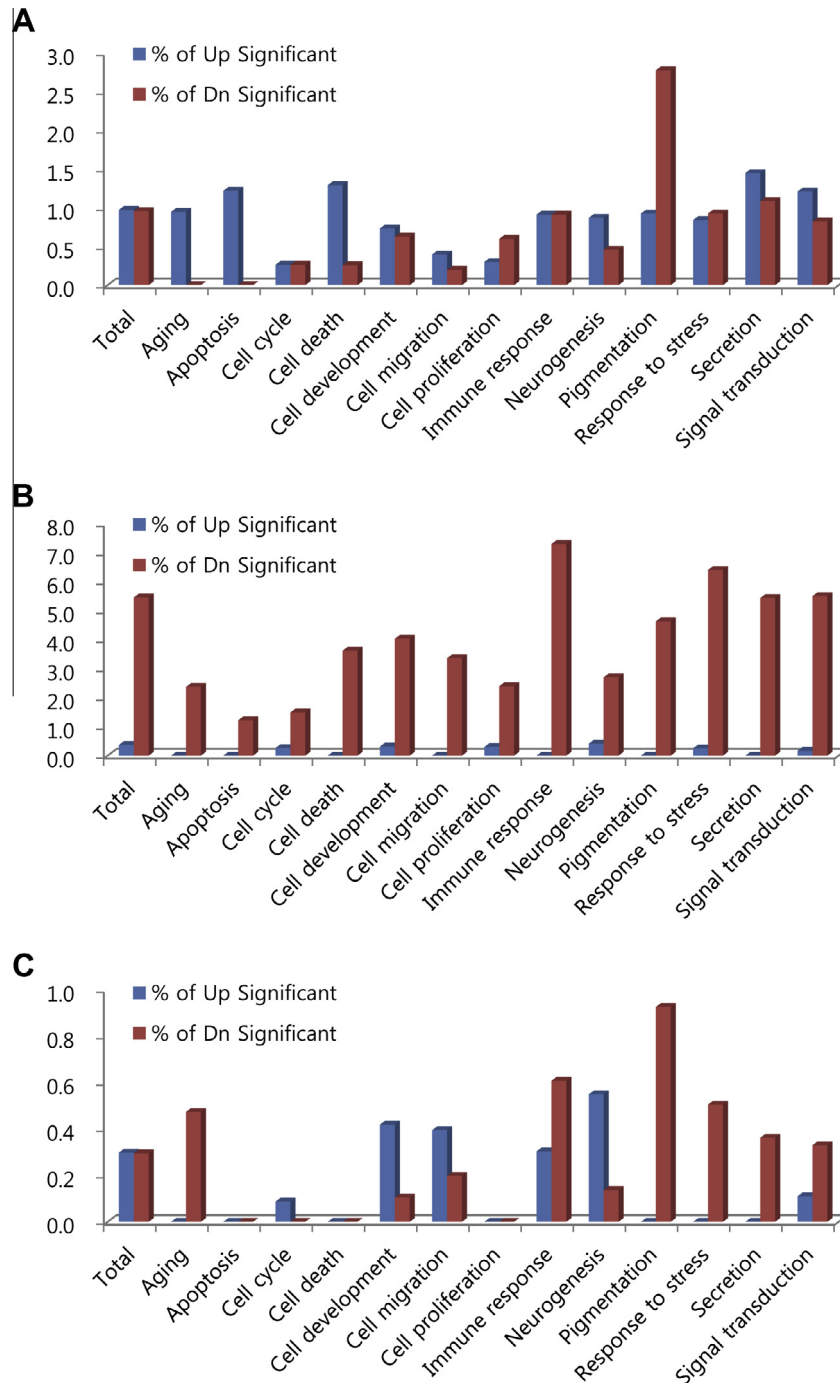 A
% of Up Significant
% of Dn Significant
3.0
2.5
2.0
1.5
1.0
0.5
0.0
Total
Aging
Apoptosis
Cell cycle
Cell death
Cell development
Cell migration
Cell proliferation
Immune response
Neurogenesis
Pigmentation
Response to stress
Secretion
Signal transduction
B
% of Up Significant
% of Dn Significant
8.0
7.0
6.0
5.0
4.0
3.0
2.0
1.0
0.0
Total
Aging
Apoptosis
Cell cycle
Cell death
Cell development
Cell migration
Cell proliferation
Immune response
Neurogenesis
Pigmentation
Response to stress
Secretion
Signal transduction
C
% of Up Significant
% of Dn Significant
1.0
0.8
0.6
0.4
0.2
0.0
Total
Aging
Apoptosis
Cell cycle
Cell death
Cell development
Cell migration
Cell proliferation
Immune response
Neurogenesis
Pigmentation
Response to stress
Secretion
Signal transduction